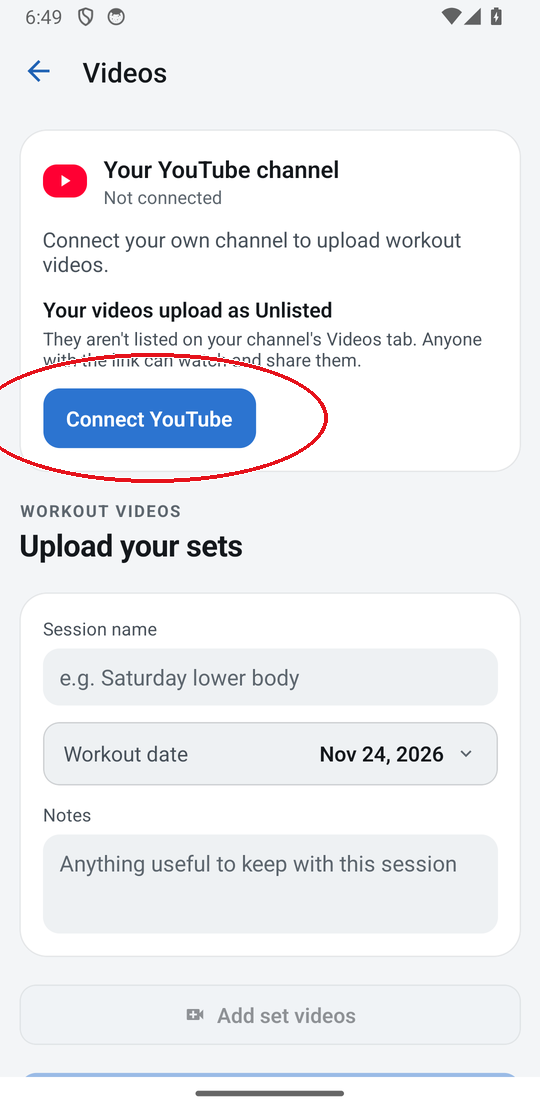 6:49
Videos
Your YouTube channel
Not connected
Connect your own channel to upload workout
videos.
Your videos upload as Unlisted
They aren't listed on your channel's Videos tab. Anyone
with the link can watch and share them.
Connect YouTube
WORKOUT VIDEOS
Upload your sets
Session name
e.g. Saturday lower body
Workout date
Nov 24, 2026
Notes
Anything useful to keep with this session
Add set videos